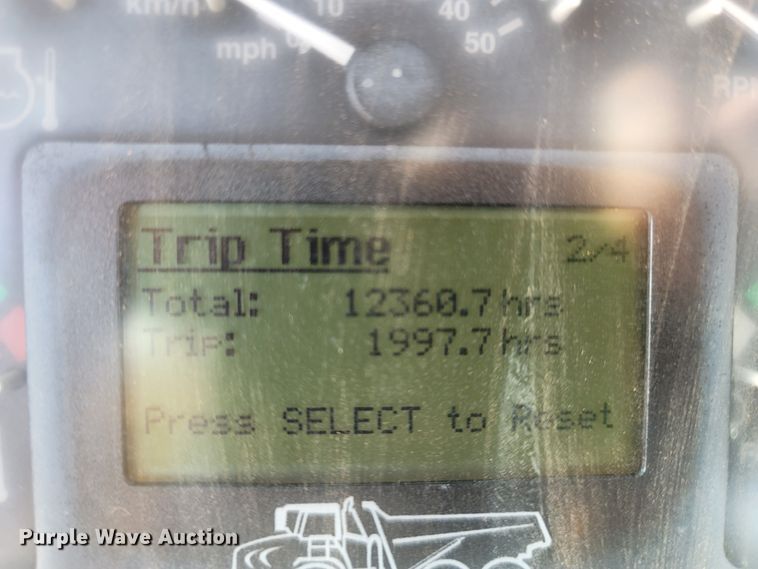 km/h
10
40
mph
0
50
RPM
Trip Time
2/4
Total: 12360.7 hrs
Trip: 1997.7 hrs
Press SELECT to Reset
Purple Wave Auction